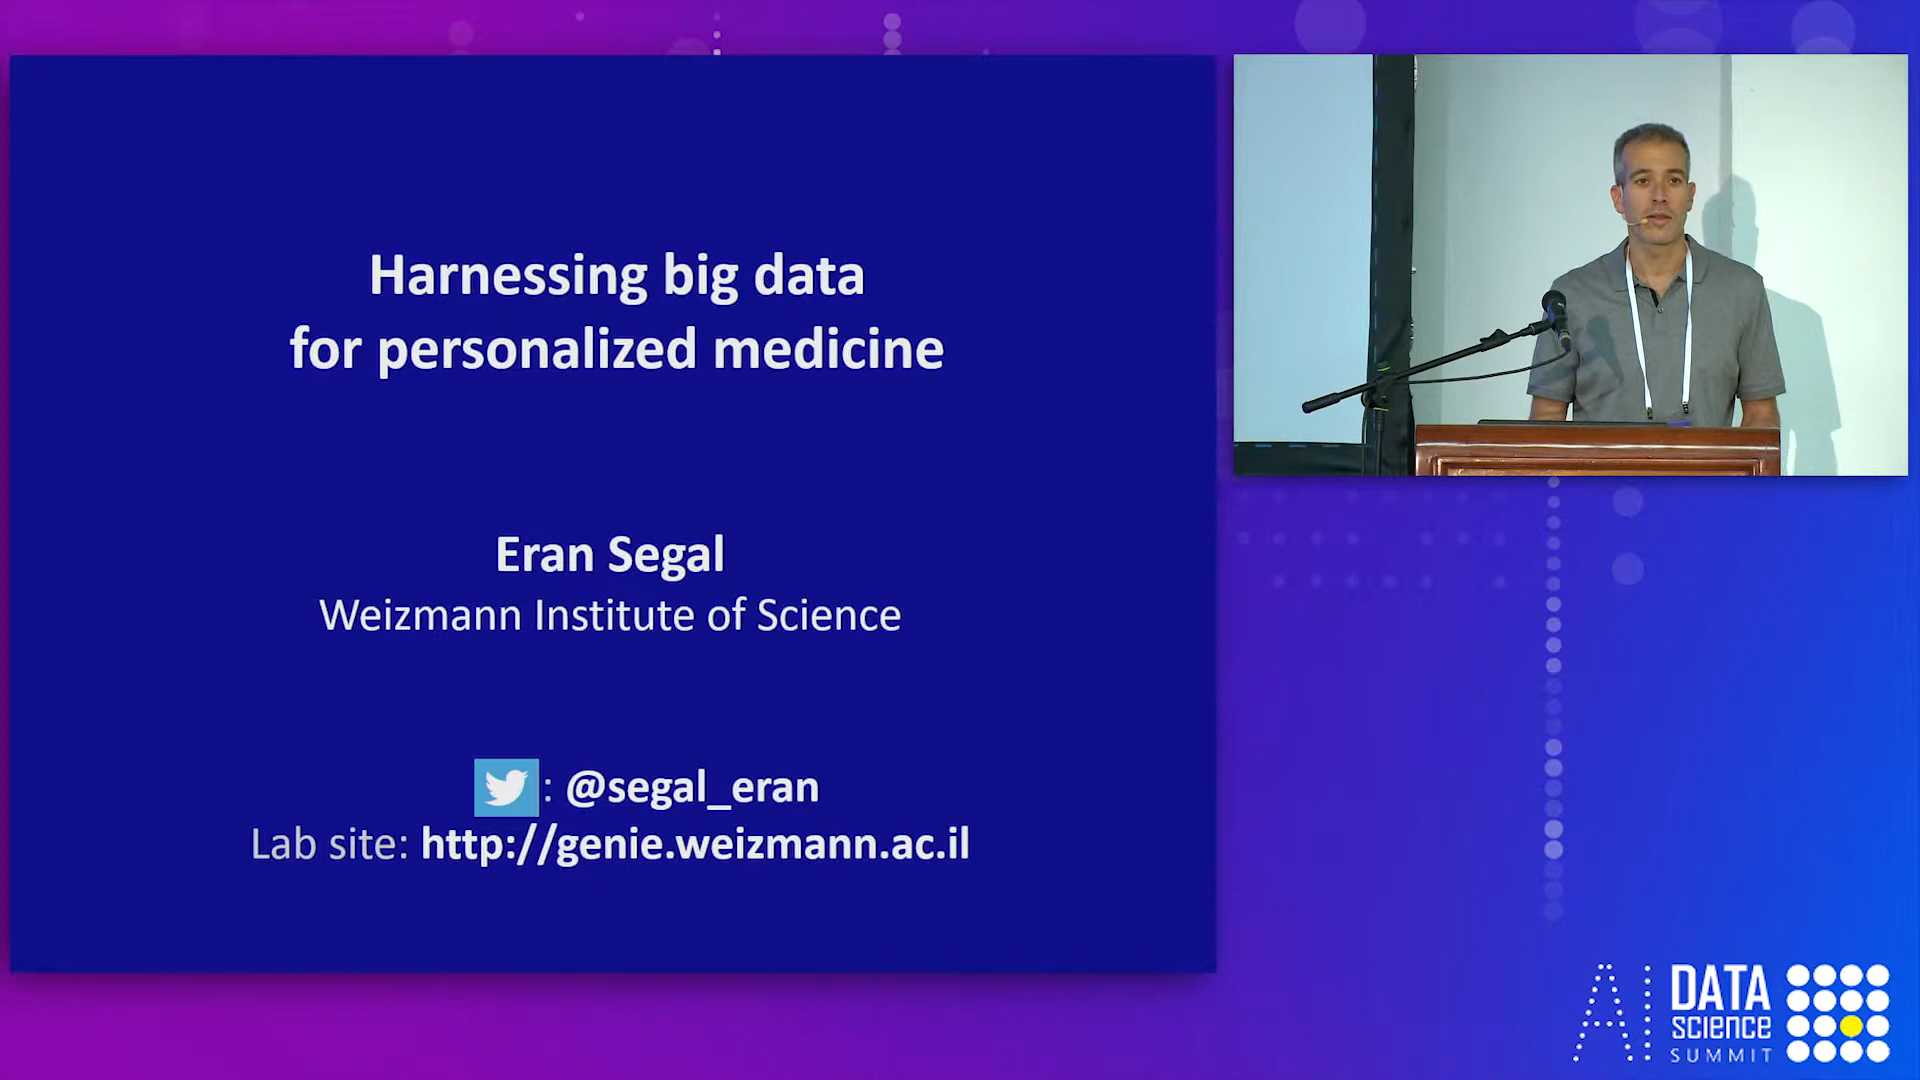 Harnessing big data
for personalized medicine
Eran Segal
Weizmann Institute of Science
: @segal_eran
Lab site: http://genie.weizmann.ac.il
AI DATA
SCIENCE
SUMMIT